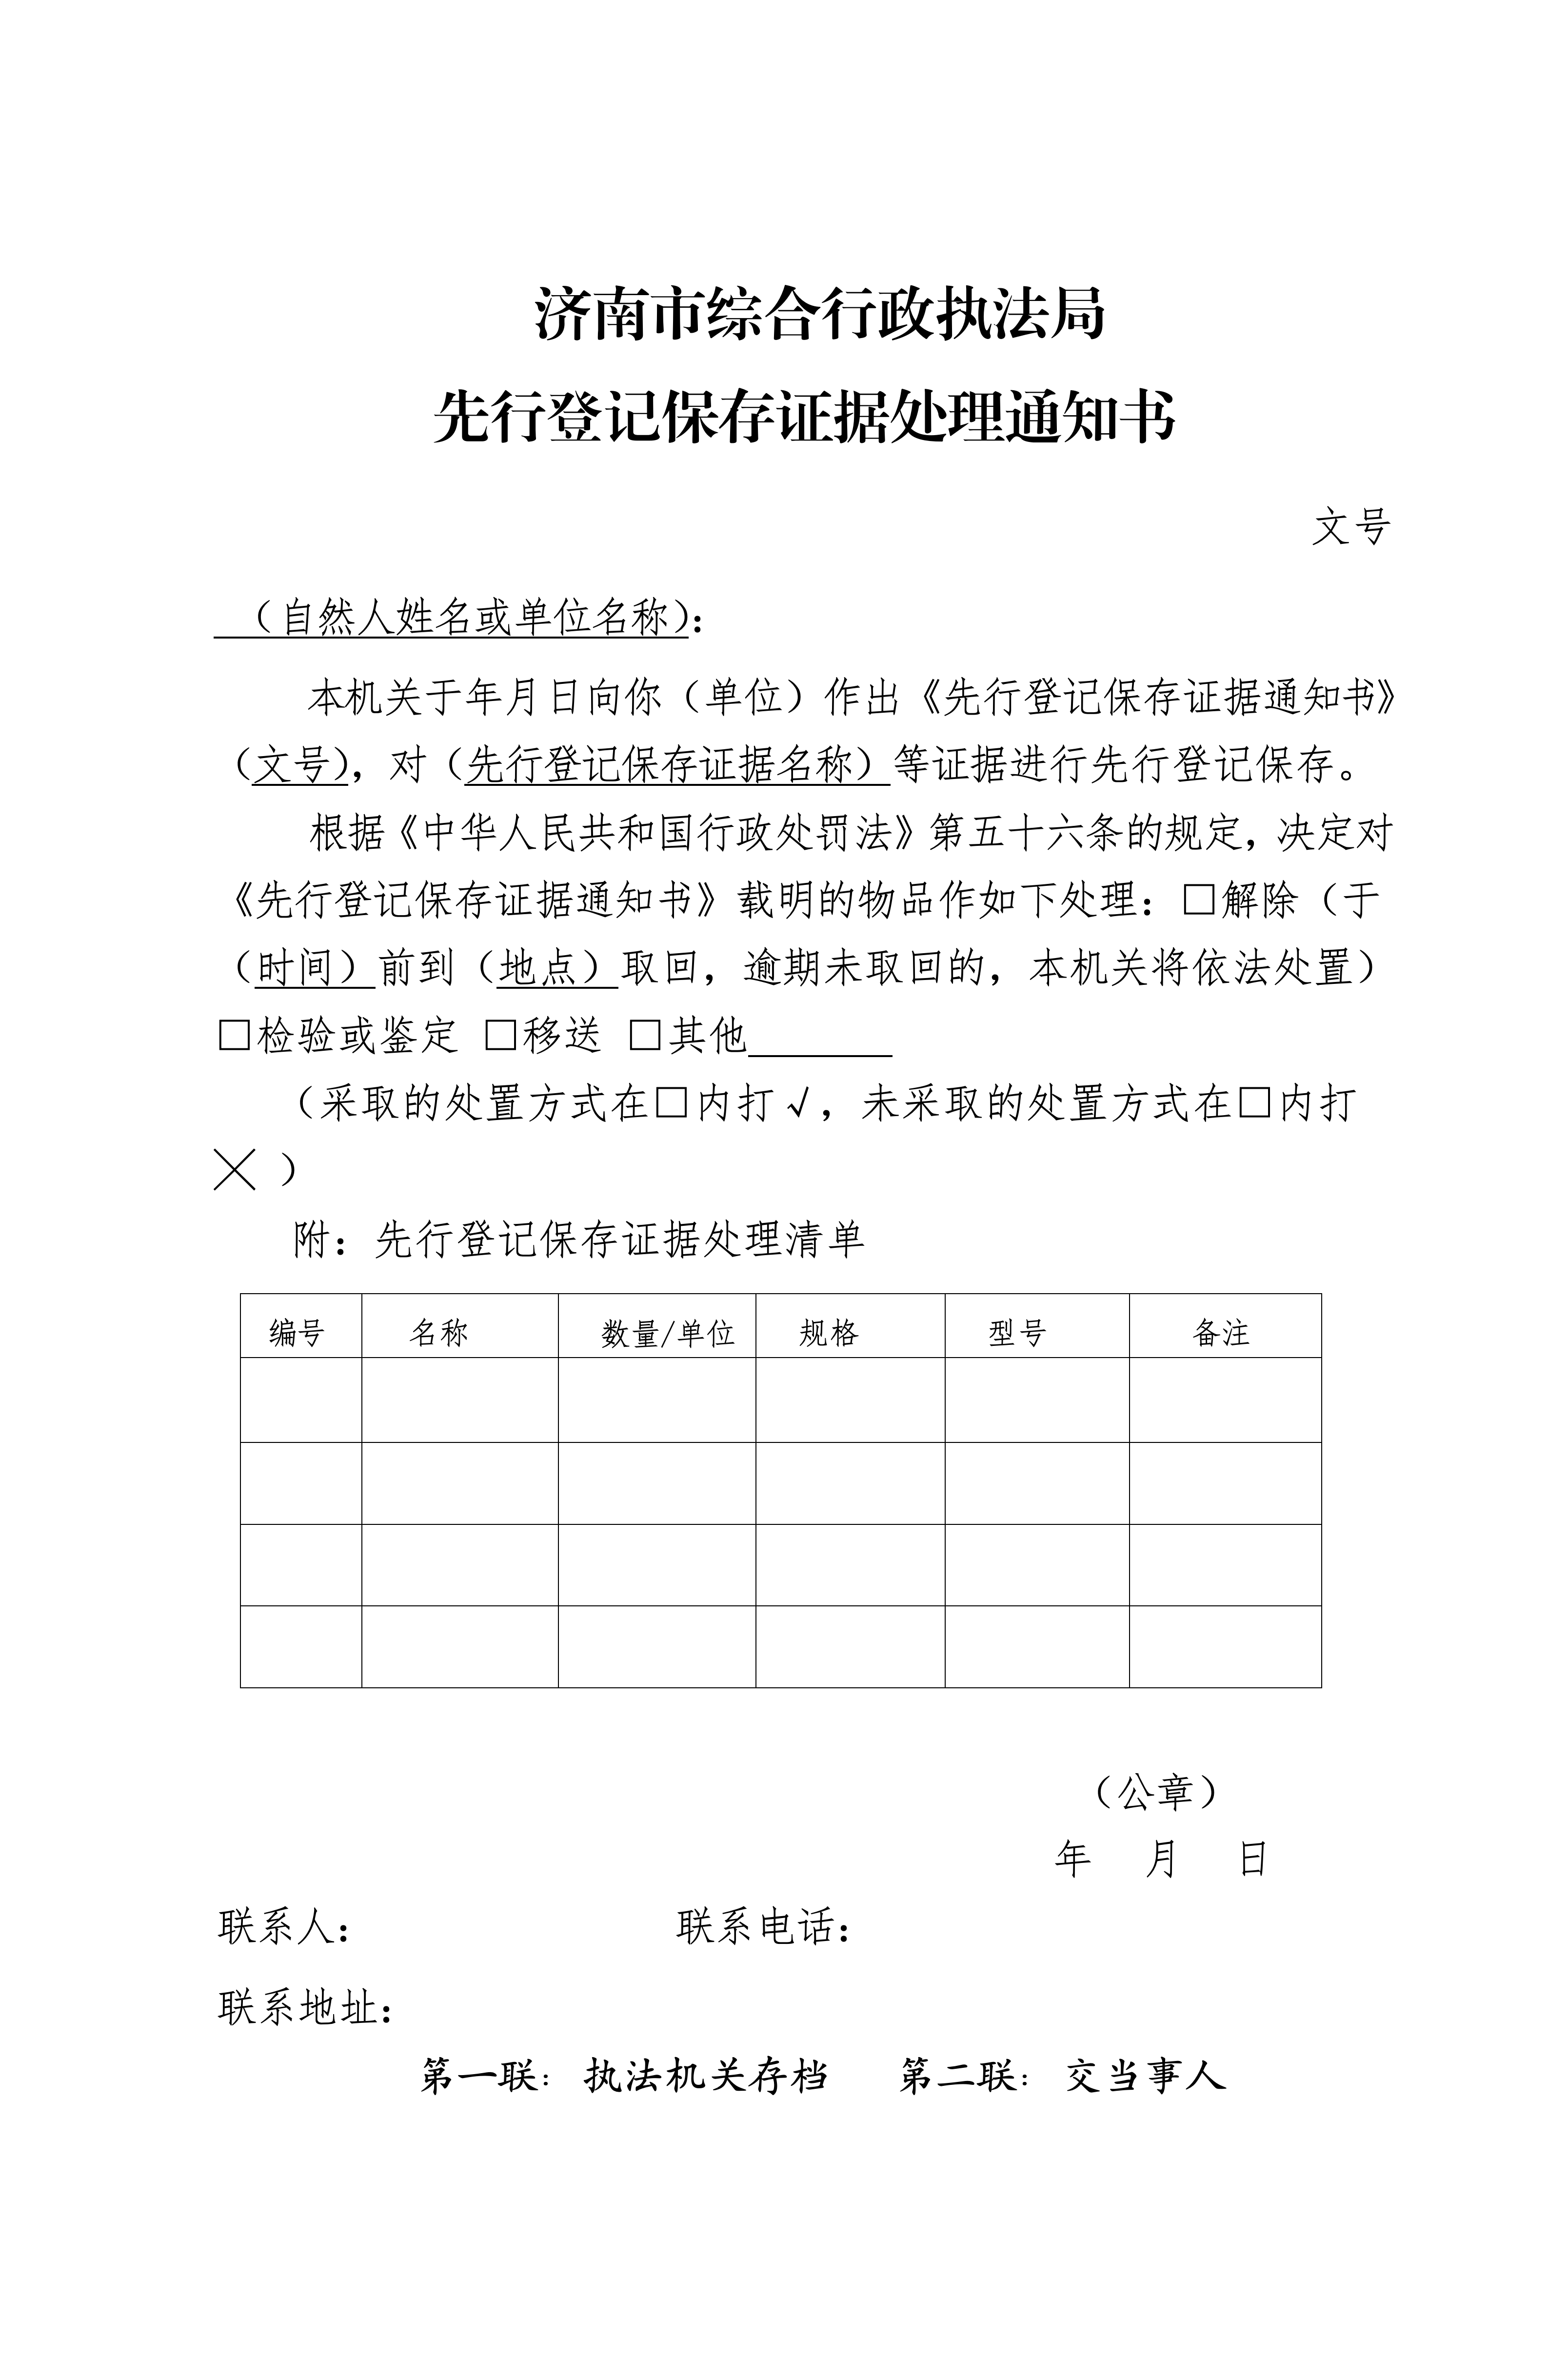 济南市综合行政执法局
先行登记保存证据处理通知书
文号
（自然人姓名或单位名称）：
本机关于年月日向你（单位）作出《先行登记保存证据通知书》
（文号），对（先行登记保存证据名称）等证据进行先行登记保存。
根据《中华人民共和国行政处罚法》第五十六条的规定，决定对
《先行登记保存证据通知书》载明的物品作如下处理：□解除（于
（时间）前到（地点）取回，逾期未取回的，本机关将依法处置）
□检验或鉴定 □移送 □其他______
（采取的处置方式在□内打√，未采取的处置方式在□内打
╳ ）
附：先行登记保存证据处理清单
编号 名称 数量/单位 规格 型号 备注
（公章）
年 月 日
联系人： 联系电话：
联系地址：
第一联：执法机关存档 第二联：交当事人